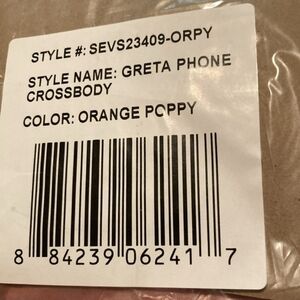 STYLE #: SEVS23409-ORPY
STYLE NAME: GRETA PHONE
CROSSBODY
COLOR: ORANGE POPPY
8 84239 06241 7